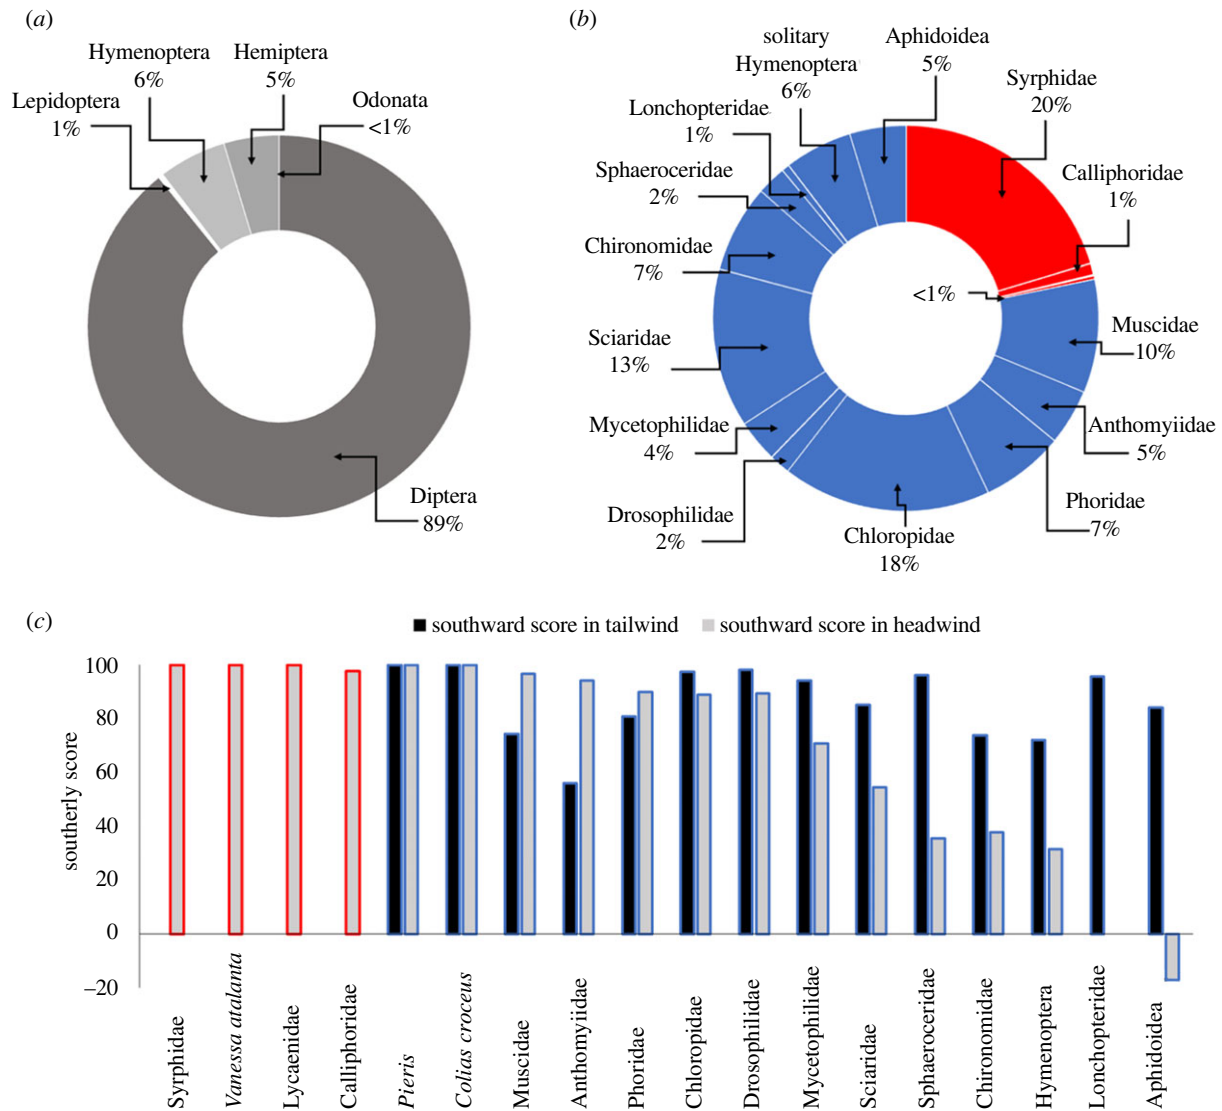 (a)
Hymenoptera
6%
Hemiptera
5%
Lepidoptera
1%
Odonata
<1%
Diptera
89%
(b)
solitary
Hymenoptera
6%
Aphidoidea
5%
Syrphidae
20%
Lonchopteridae
1%
Calliphoridae
1%
Sphaeroceridae
2%
Chironomidae
7%
<1%
Muscidae
10%
Sciaridae
13%
Anthomyiidae
5%
Mycetophilidae
4%
Phoridae
7%
Drosophilidae
2%
Chloropidae
18%
(c)
southward score in tailwind
southward score in headwind
southerly score
100
80
60
40
20
0
–20
Syrphidae
Vanessa atalanta
Lycaenidae
Calliphoridae
Pieris
Colias croceus
Muscidae
Anthomyiidae
Phoridae
Chloropidae
Drosophilidae
Mycetophilidae
Sciaridae
Sphaeroceridae
Chironomidae
Hymenoptera
Lonchopteridae
Aphidoidea